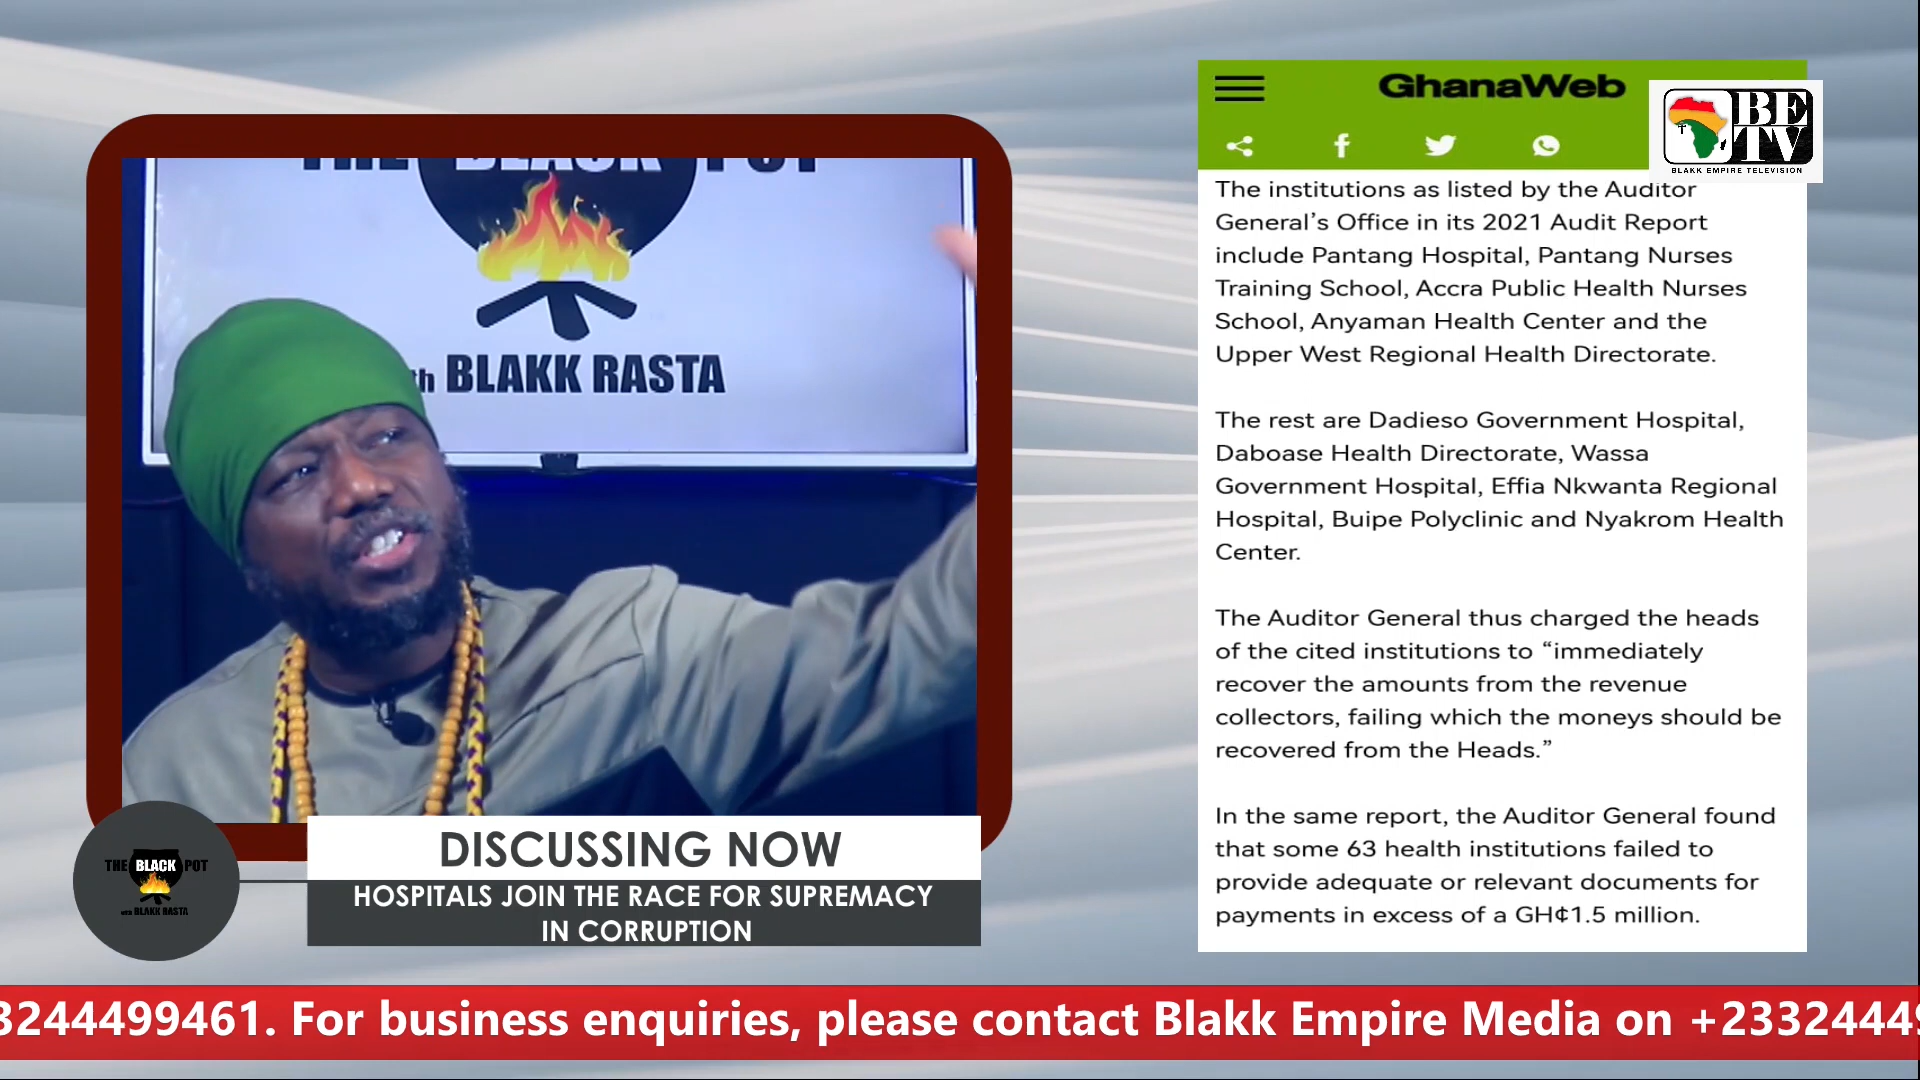 THE BLACK POT
th BLAKK RASTA
THE BLACK POT
with BLAKK RASTA
DISCUSSING NOW
HOSPITALS JOIN THE RACE FOR SUPREMACY
IN CORRUPTION
GhanaWeb
BE
TV
BLAKK EMPIRE TELEVISION
The institutions as listed by the Auditor
General’s Office in its 2021 Audit Report
include Pantang Hospital, Pantang Nurses
Training School, Accra Public Health Nurses
School, Anyaman Health Center and the
Upper West Regional Health Directorate.
The rest are Dadieso Government Hospital,
Daboase Health Directorate, Wassa
Government Hospital, Effia Nkwanta Regional
Hospital, Buipe Polyclinic and Nyakrom Health
Center.
The Auditor General thus charged the heads
of the cited institutions to “immediately
recover the amounts from the revenue
collectors, failing which the moneys should be
recovered from the Heads.”
In the same report, the Auditor General found
that some 63 health institutions failed to
provide adequate or relevant documents for
payments in excess of a GH¢1.5 million.
3244499461. For business enquiries, please contact Blakk Empire Media on +23324449